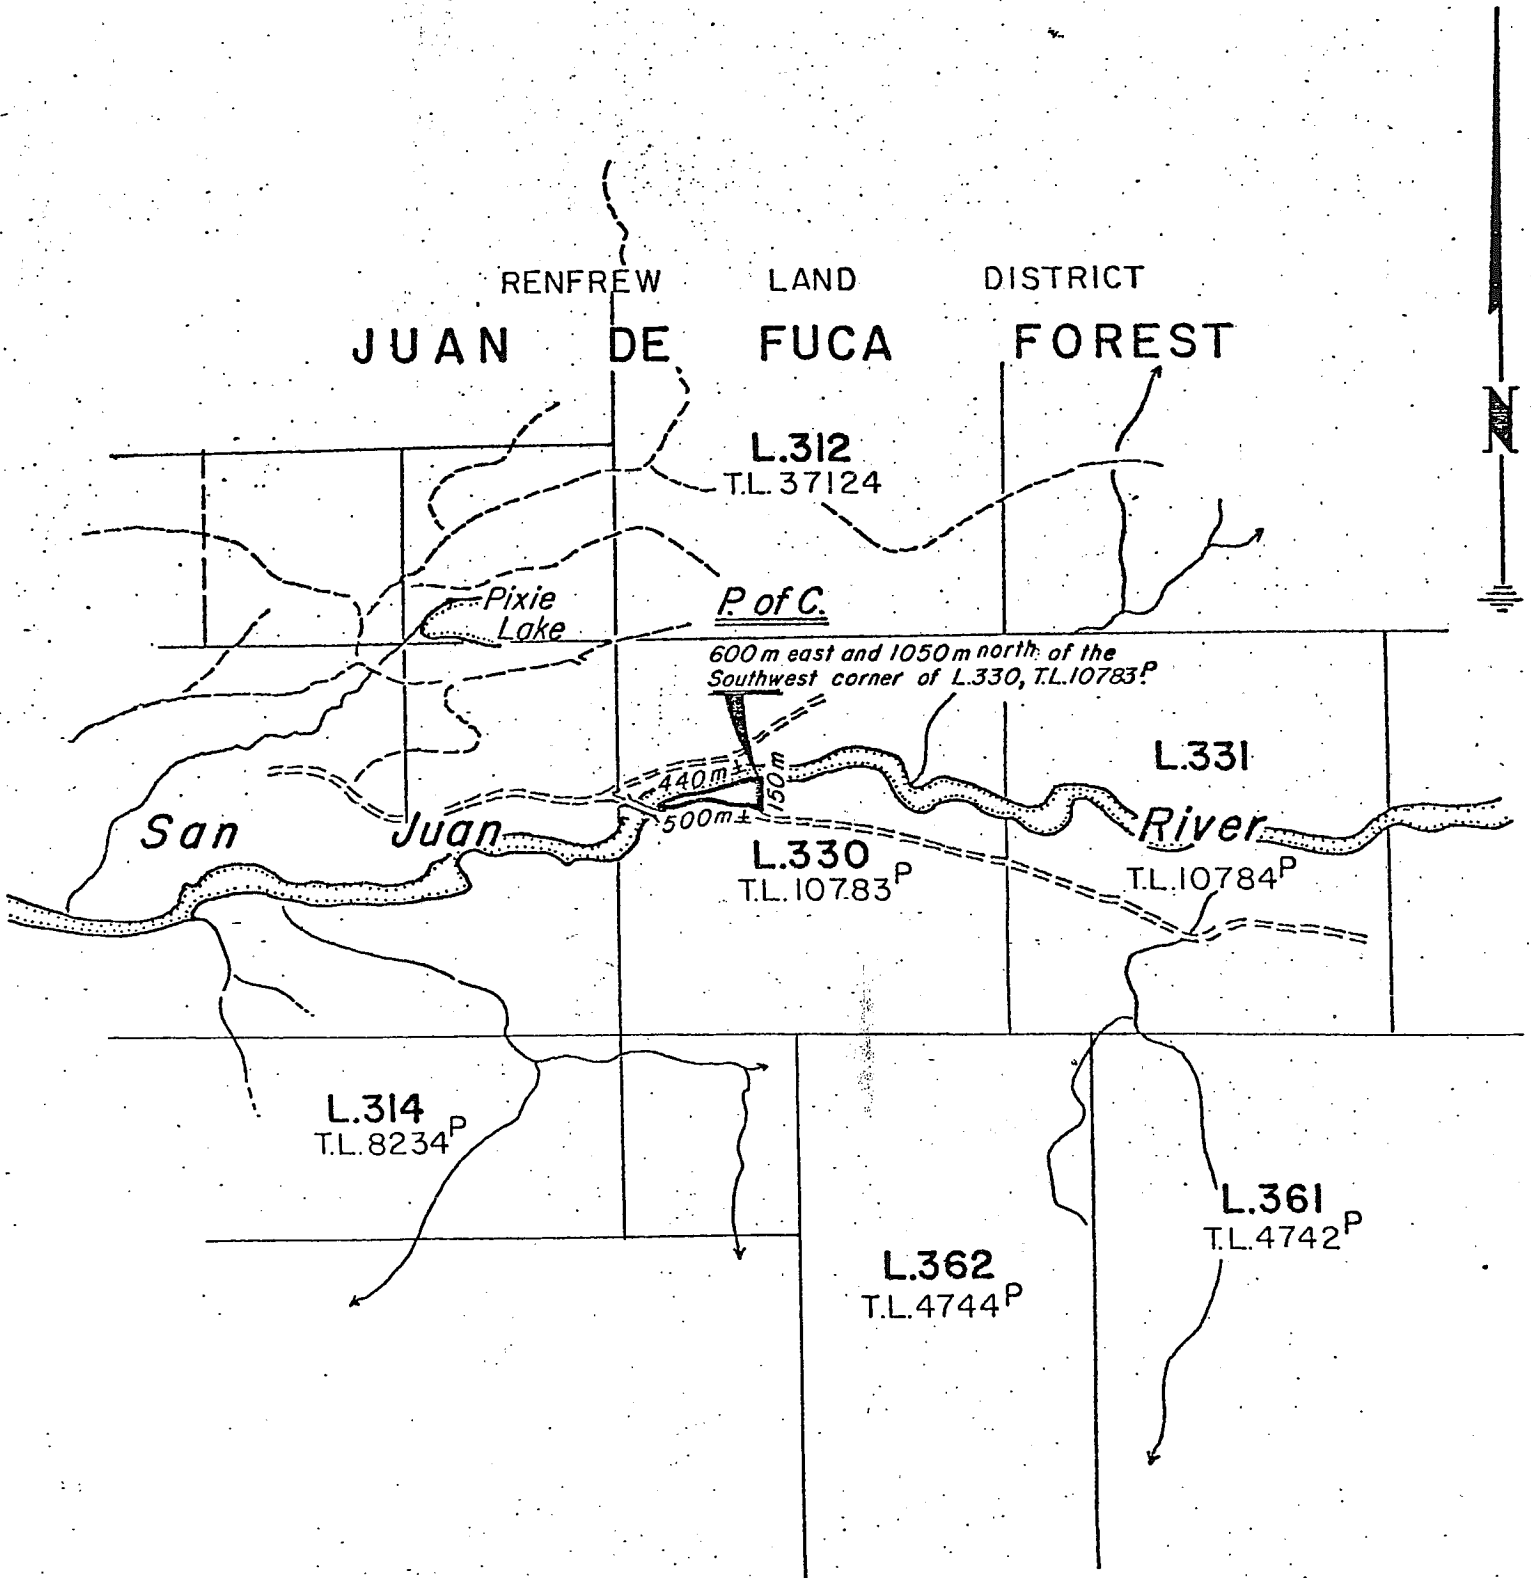 RENFREW LAND DISTRICT
JUAN DE FUCA FOREST
N
L.312
T.L.37124
Pixie
Lake
P. of C.
600m east and 1050m north of the
Southwest corner of L.330, T.L.10783P
L.331
440m±
150m
500m±
San Juan River
L.330
T.L.10783P
T.L.10784P
L.314
T.L.8234P
L.361
T.L.4742P
L.362
T.L.4744P